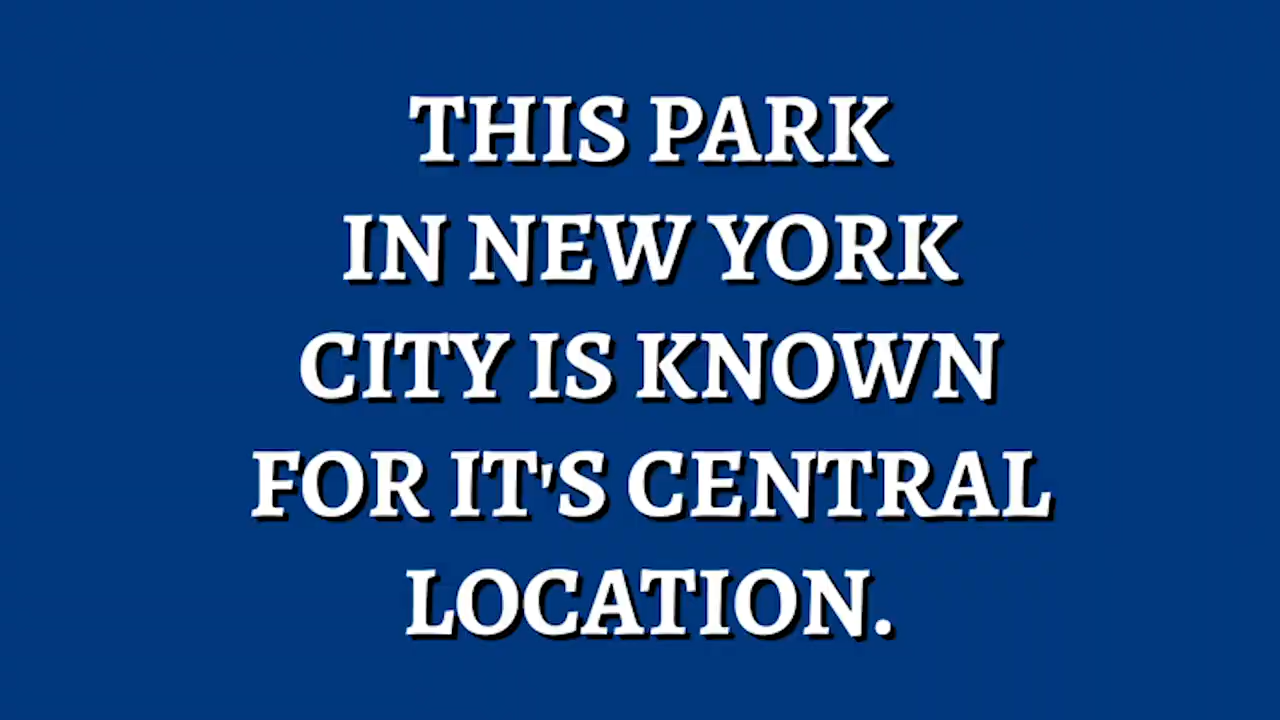 THIS PARK
IN NEW YORK
CITY IS KNOWN
FOR IT'S CENTRAL
LOCATION.